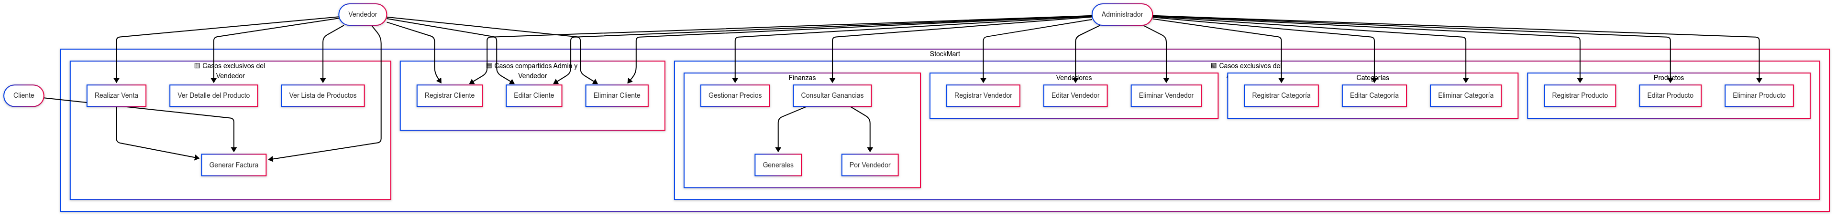 Vendedor
Administrador
StockMart
Casos exclusivos del
Vendedor
Casos compartidos Admin y
Vendedor
Casos exclusivos de
Finanzas
Vendedores
Categorías
Productos
Cliente
Realizar Venta
Ver Detalle del Producto
Ver Lista de Productos
Registrar Cliente
Editar Cliente
Eliminar Cliente
Gestionar Precios
Consultar Ganancias
Registrar Vendedor
Editar Vendedor
Eliminar Vendedor
Registrar Categoría
Editar Categoría
Eliminar Categoría
Registrar Producto
Editar Producto
Eliminar Producto
Generar Factura
Generales
Por Vendedor